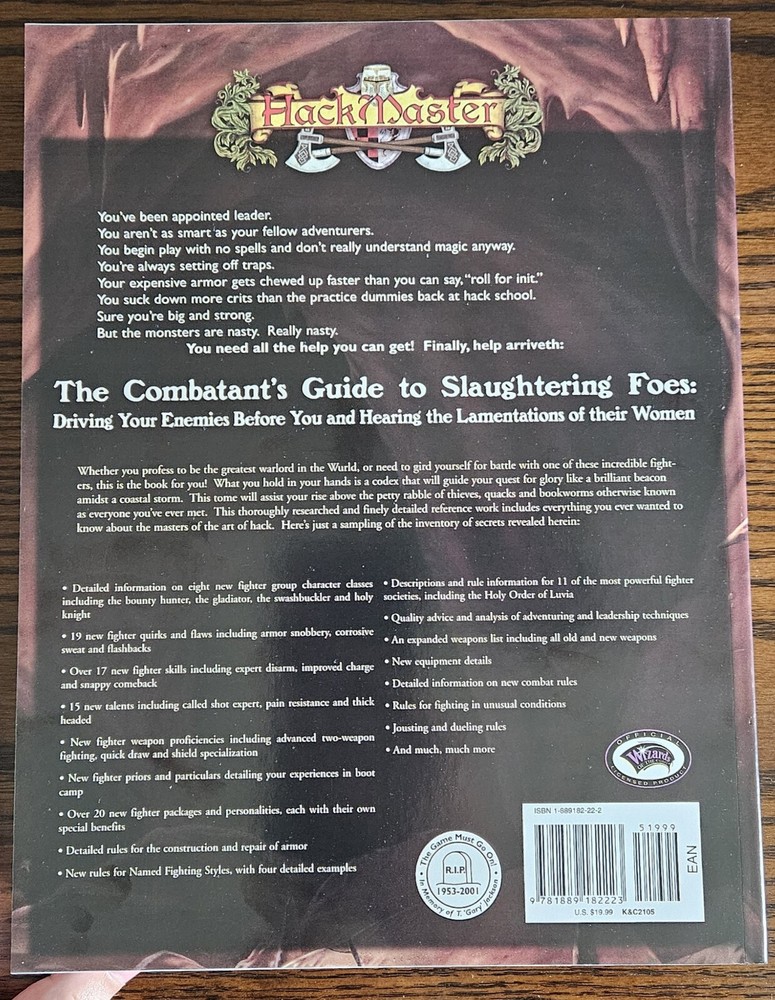 HackMaster
You've been appointed leader.
You aren't as smart as your fellow adventurers.
You begin play with no spells and don't really understand magic anyway.
You're always setting off traps.
Your expensive armor gets chewed up faster than you can say, "roll for init."
You suck down more crits than the practice dummies back at hack school.
Sure you're big and strong.
But the monsters are nasty. Really nasty.
You need all the help you can get! Finally, help arriveth:
The Combatant's Guide to Slaughtering Foes:
Driving Your Enemies Before You and Hearing the Lamentations of their Women
Whether you profess to be the greatest warlord in the Wurld, or need to gird yourself for battle with one of these incredible fight-
ers, this is the book for you! What you hold in your hands is a codex that will guide your quest for glory like a brilliant beacon
amidst a coastal storm. This tome will assist your rise above the petty rabble of thieves, quacks and bookworms otherwise known
as everyone you've ever met. This thoroughly researched and finely detailed reference work includes everything you ever wanted to
know about the masters of the art of hack. Here's just a sampling of the inventory of secrets revealed herein:
• Detailed information on eight new fighter group character classes
including the bounty hunter, the gladiator, the swashbuckler and holy
knight
• 19 new fighter quirks and flaws including armor snobbery, corrosive
sweat and flashbacks
• Over 17 new fighter skills including expert disarm, improved charge
and snappy comeback
• 15 new talents including called shot expert, pain resistance and thick
headed
• New fighter weapon proficiencies including advanced two-weapon
fighting, quick draw and shield specialization
• New fighter priors and particulars detailing your experiences in boot
camp
• Over 20 new fighter packages and personalities, each with their own
special benefits
• Detailed rules for the construction and repair of armor
• New rules for Named Fighting Styles, with four detailed examples
• Descriptions and rule information for 11 of the most powerful fighter
societies, including the Holy Order of Luvia
• Quality advice and analysis of adventuring and leadership techniques
• An expanded weapons list including all old and new weapons
• New equipment details
• Detailed information on new combat rules
• Rules for fighting in unusual conditions
• Jousting and dueling rules
• And much, much more
OFFICIAL
Wizards
OF THE COAST
LICENSED PRODUCT
The Game Must Go On!
R.I.P.
1953-2001
In Memory of T. 'Gary' Jackson
ISBN 1-889182-22-2
51999
EAN
9 781889 182223
U.S. $19.99 K&C2105